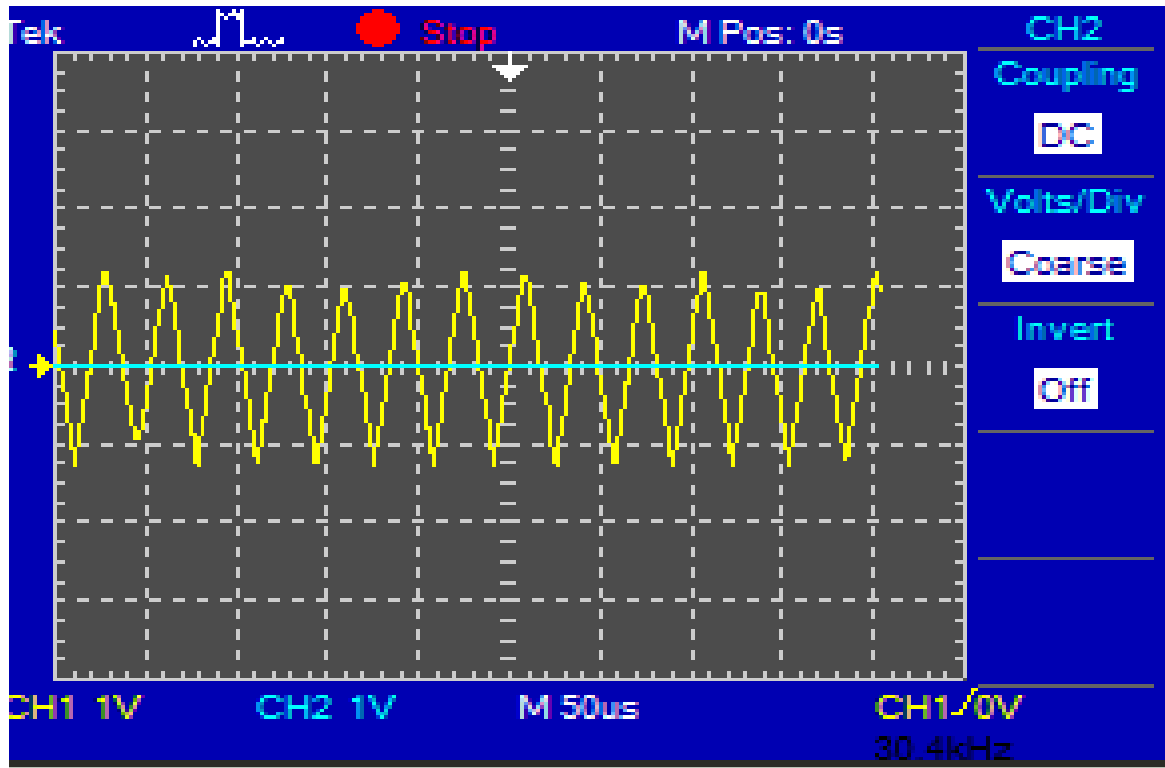 Tek Stop M Pos: 0s CH2
Coupling
DC
Volts/Div
Coarse
Invert
Off
CH1 1V CH2 1V M 50us CH1 0V
30.4kHz